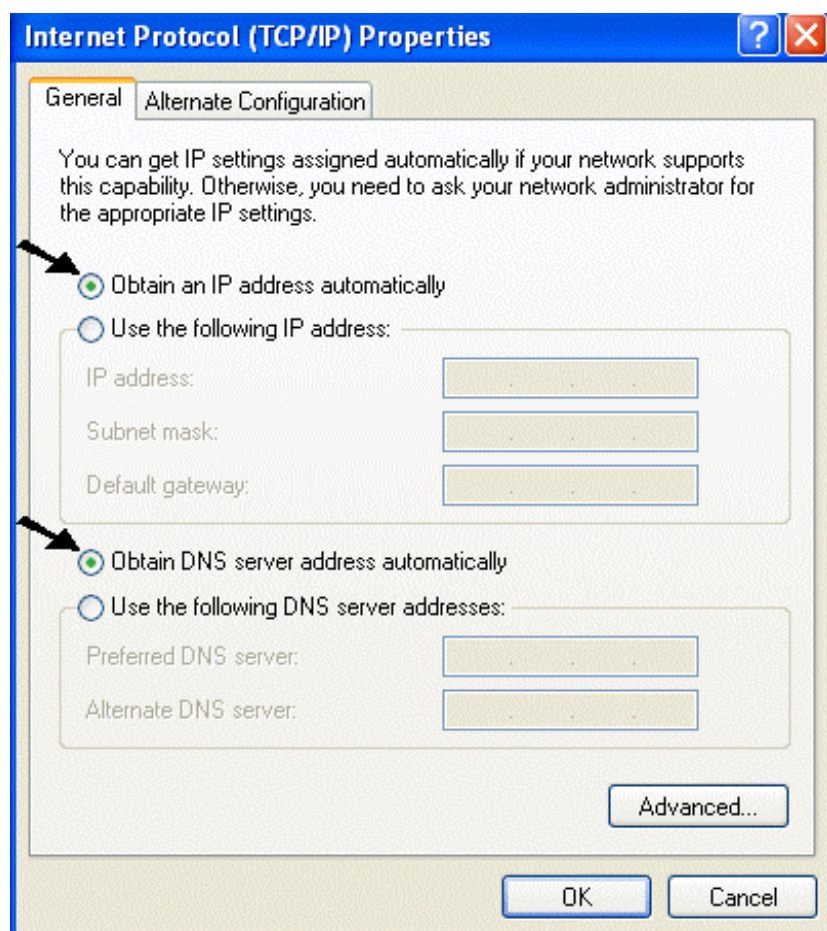 Internet Protocol (TCP/IP) Properties
General
Alternate Configuration
You can get IP settings assigned automatically if your network supports
this capability. Otherwise, you need to ask your network administrator for
the appropriate IP settings.
Obtain an IP address automatically
Use the following IP address:
IP address:
Subnet mask:
Default gateway:
Obtain DNS server address automatically
Use the following DNS server addresses:
Preferred DNS server:
Alternate DNS server:
Advanced...
OK
Cancel